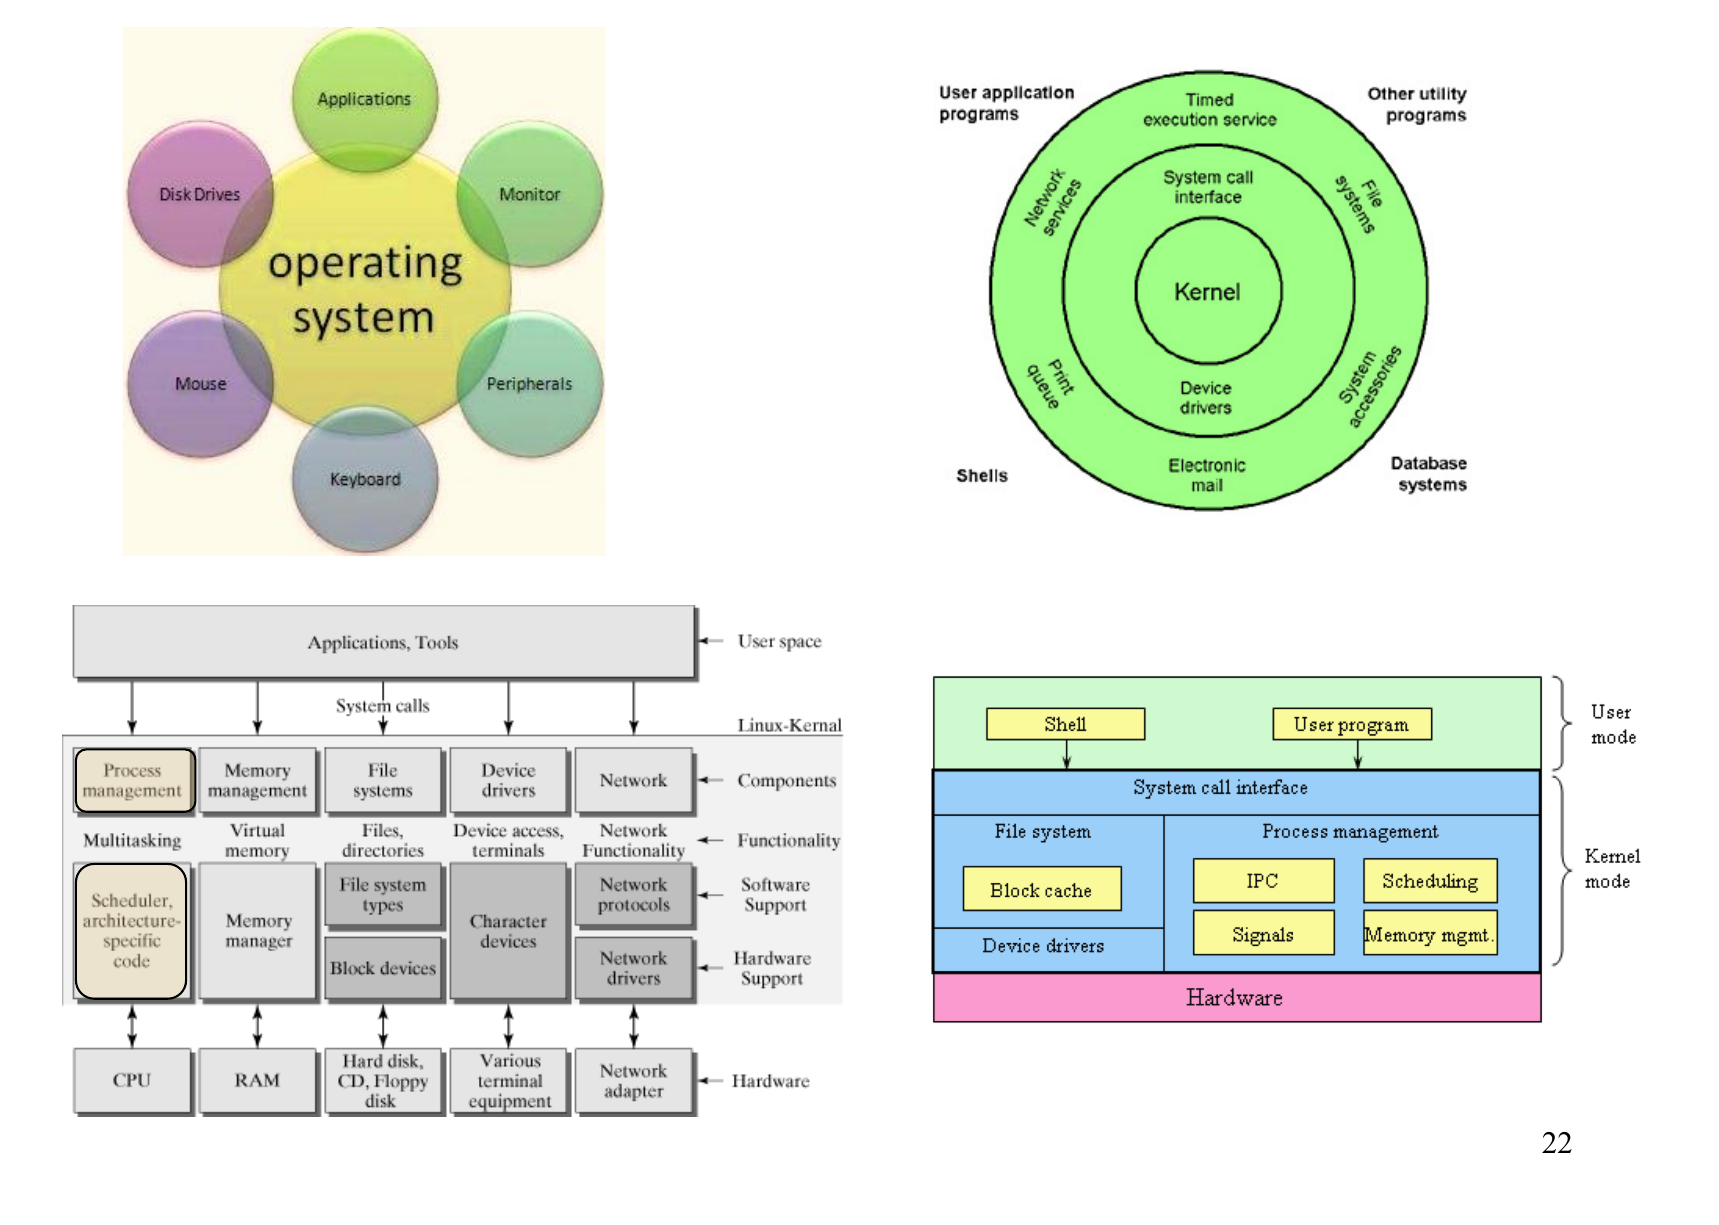 Applications
Disk Drives
Monitor
operating
system
Mouse
Peripherals
Keyboard
User application
programs
Other utility
programs
Timed
execution service
Network
services
System call
interface
File
systems
Kernel
Print
queue
Device
drivers
System
accessories
Shells
Electronic
mail
Database
systems
Applications, Tools
User space
System calls
Linux-Kernal
Process
management
Memory
management
File
systems
Device
drivers
Network
Components
Multitasking
Virtual
memory
Files,
directories
Device access,
terminals
Network
Functionality
Functionality
Scheduler,
architecture-
specific
code
Memory
manager
File system
types
Block devices
Character
devices
Network
protocols
Software
Support
Network
drivers
Hardware
Support
CPU
RAM
Hard disk,
CD, Floppy
disk
Various
terminal
equipment
Network
adapter
Hardware
Shell
User program
User
mode
System call interface
File system
Process management
Block cache
IPC
Scheduling
Kernel
mode
Signals
Memory mgmt.
Device drivers
Hardware
22